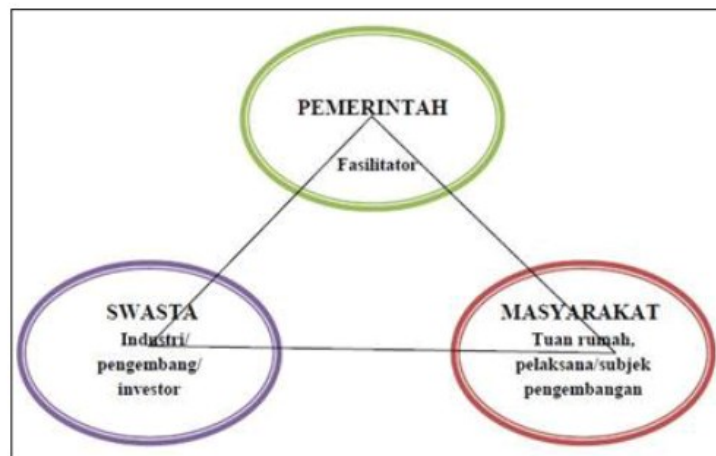 PEMERINTAH
Fasilitator
SWASTA
Industri/
pengembang/
investor
MASYARAKAT
Tuan rumah,
pelaksana/subjek
pengembangan